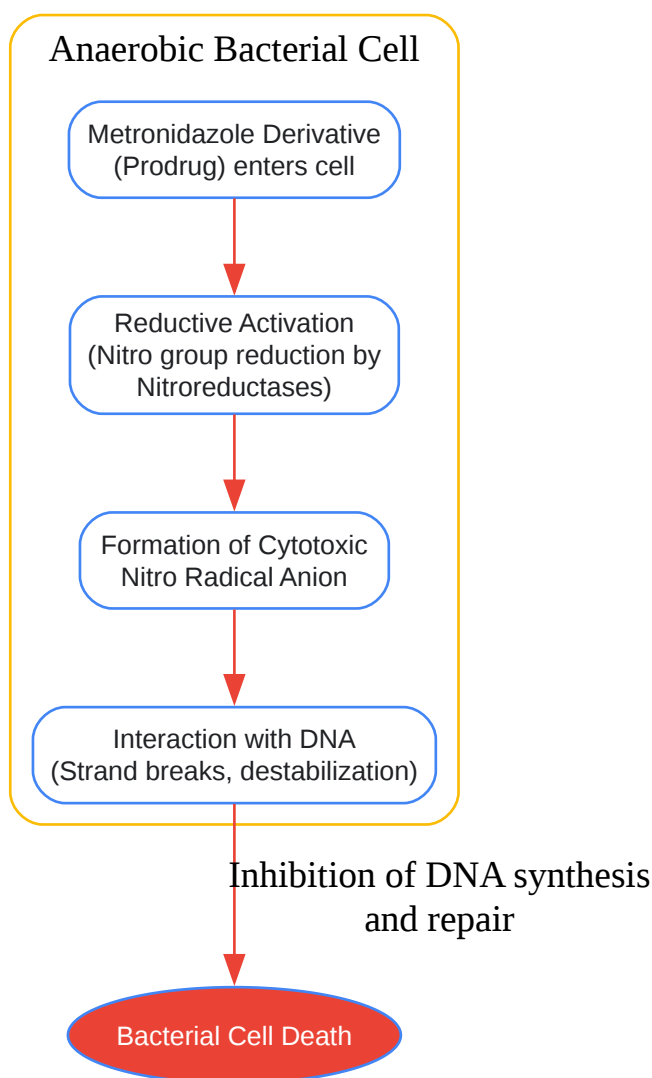 Anaerobic Bacterial Cell
Metronidazole Derivative
(Prodrug) enters cell
Reductive Activation
(Nitro group reduction by
Nitroreductases)
Formation of Cytotoxic
Nitro Radical Anion
Interaction with DNA
(Strand breaks, destabilization)
Inhibition of DNA synthesis
and repair
Bacterial Cell Death